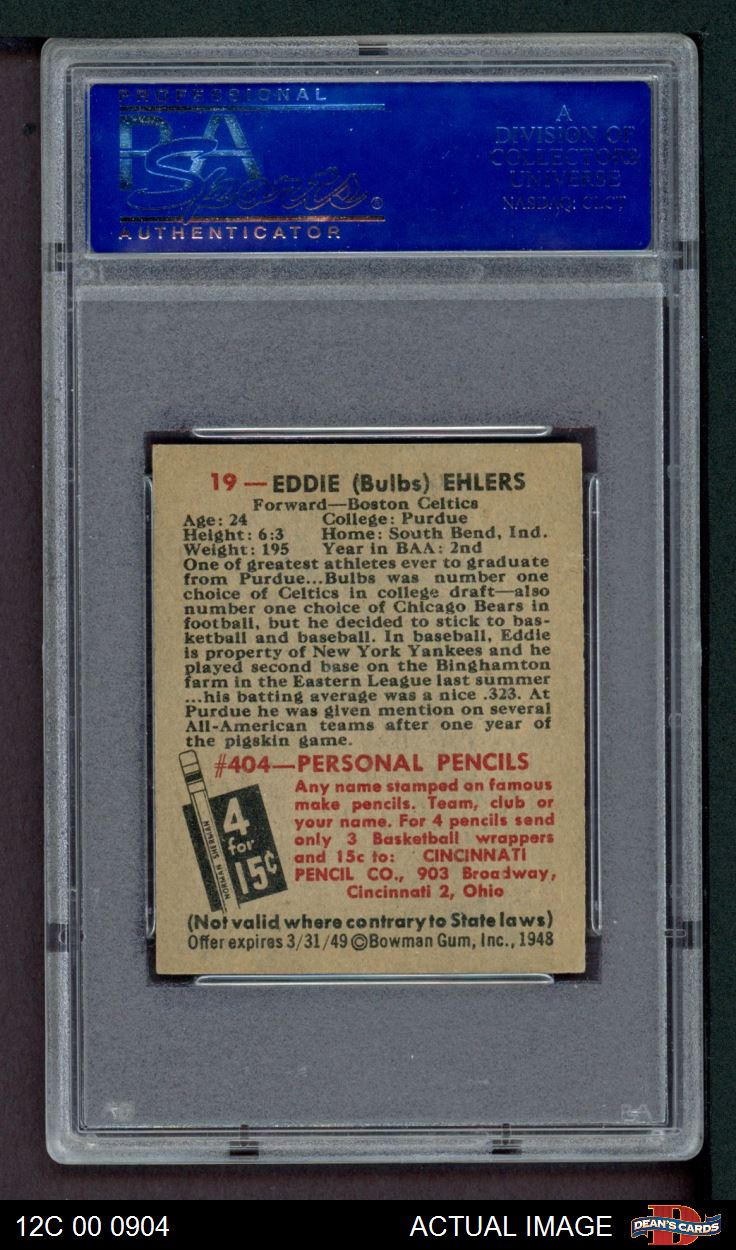 PROFESSIONAL
PSA
Sports®
AUTHENTICATOR
A
DIVISION OF
COLLECTORS
UNIVERSE
NASDAQ: CLCT
19—EDDIE (Bulbs) EHLERS
Forward—Boston Celtics
Age: 24 College: Purdue
Height: 6:3 Home: South Bend, Ind.
Weight: 195 Year in BAA: 2nd
One of greatest athletes ever to graduate
from Purdue...Bulbs was number one
choice of Celtics in college draft—also
number one choice of Chicago Bears in
football, but he decided to stick to bas-
ketball and baseball. In baseball, Eddie
is property of New York Yankees and he
played second base on the Binghamton
farm in the Eastern League last summer
...his batting average was a nice .323. At
Purdue he was given mention on several
All-American teams after one year of
the pigskin game.
#404—PERSONAL PENCILS
Any name stamped on famous
make pencils. Team, club or
your name. For 4 pencils send
only 3 Basketball wrappers
and 15c to: CINCINNATI
PENCIL CO., 903 Broadway,
Cincinnati 2, Ohio
4
for
15¢
NORMAN SHERMAN
(Not valid where contrary to State laws)
Offer expires 3/31/49 ©Bowman Gum, Inc., 1948
12C 00 0904
ACTUAL IMAGE
DEAN'S CARDS